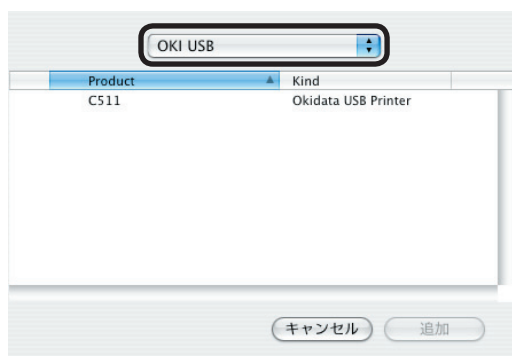 OKI USB
Product Kind
C511 Okidata USB Printer
キャンセル 追加